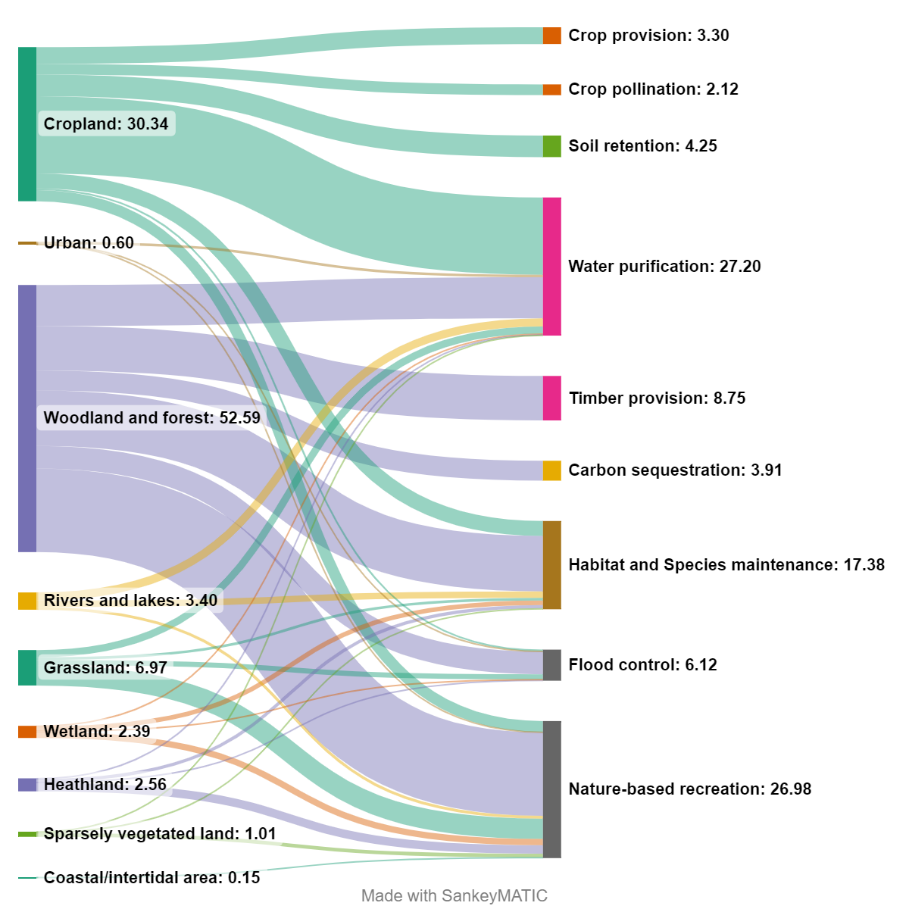 Crop provision: 3.30
Crop pollination: 2.12
Cropland: 30.34
Soil retention: 4.25
Urban: 0.60
Water purification: 27.20
Timber provision: 8.75
Woodland and forest: 52.59
Carbon sequestration: 3.91
Habitat and Species maintenance: 17.38
Rivers and lakes: 3.40
Flood control: 6.12
Grassland: 6.97
Wetland: 2.39
Heathland: 2.56
Nature-based recreation: 26.98
Sparsely vegetated land: 1.01
Coastal/intertidal area: 0.15
Made with SankeyMATIC